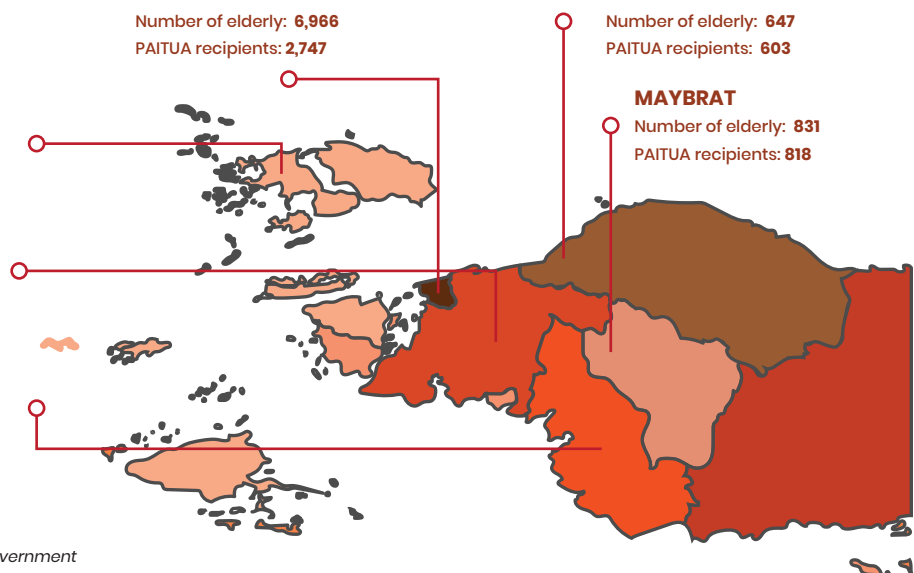 Number of elderly: 6,966
PAITUA recipients: 2,747
Number of elderly: 647
PAITUA recipients: 603
MAYBRAT
Number of elderly: 831
PAITUA recipients: 818
vernment